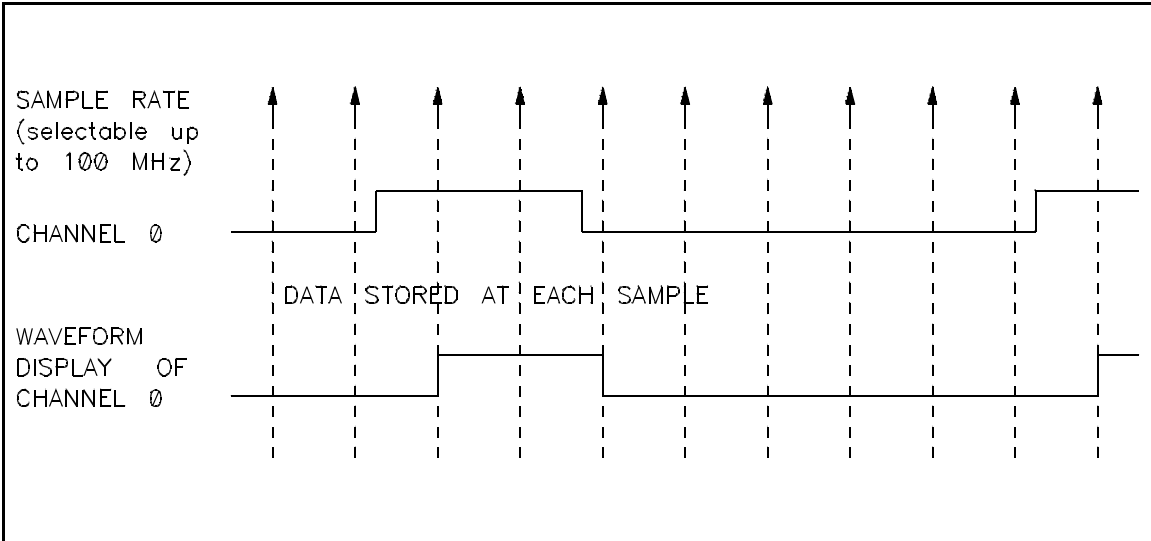 SAMPLE RATE
(selectable up
to 100 MHz)
CHANNEL 0
DATA STORED AT EACH SAMPLE
WAVEFORM
DISPLAY OF
CHANNEL 0